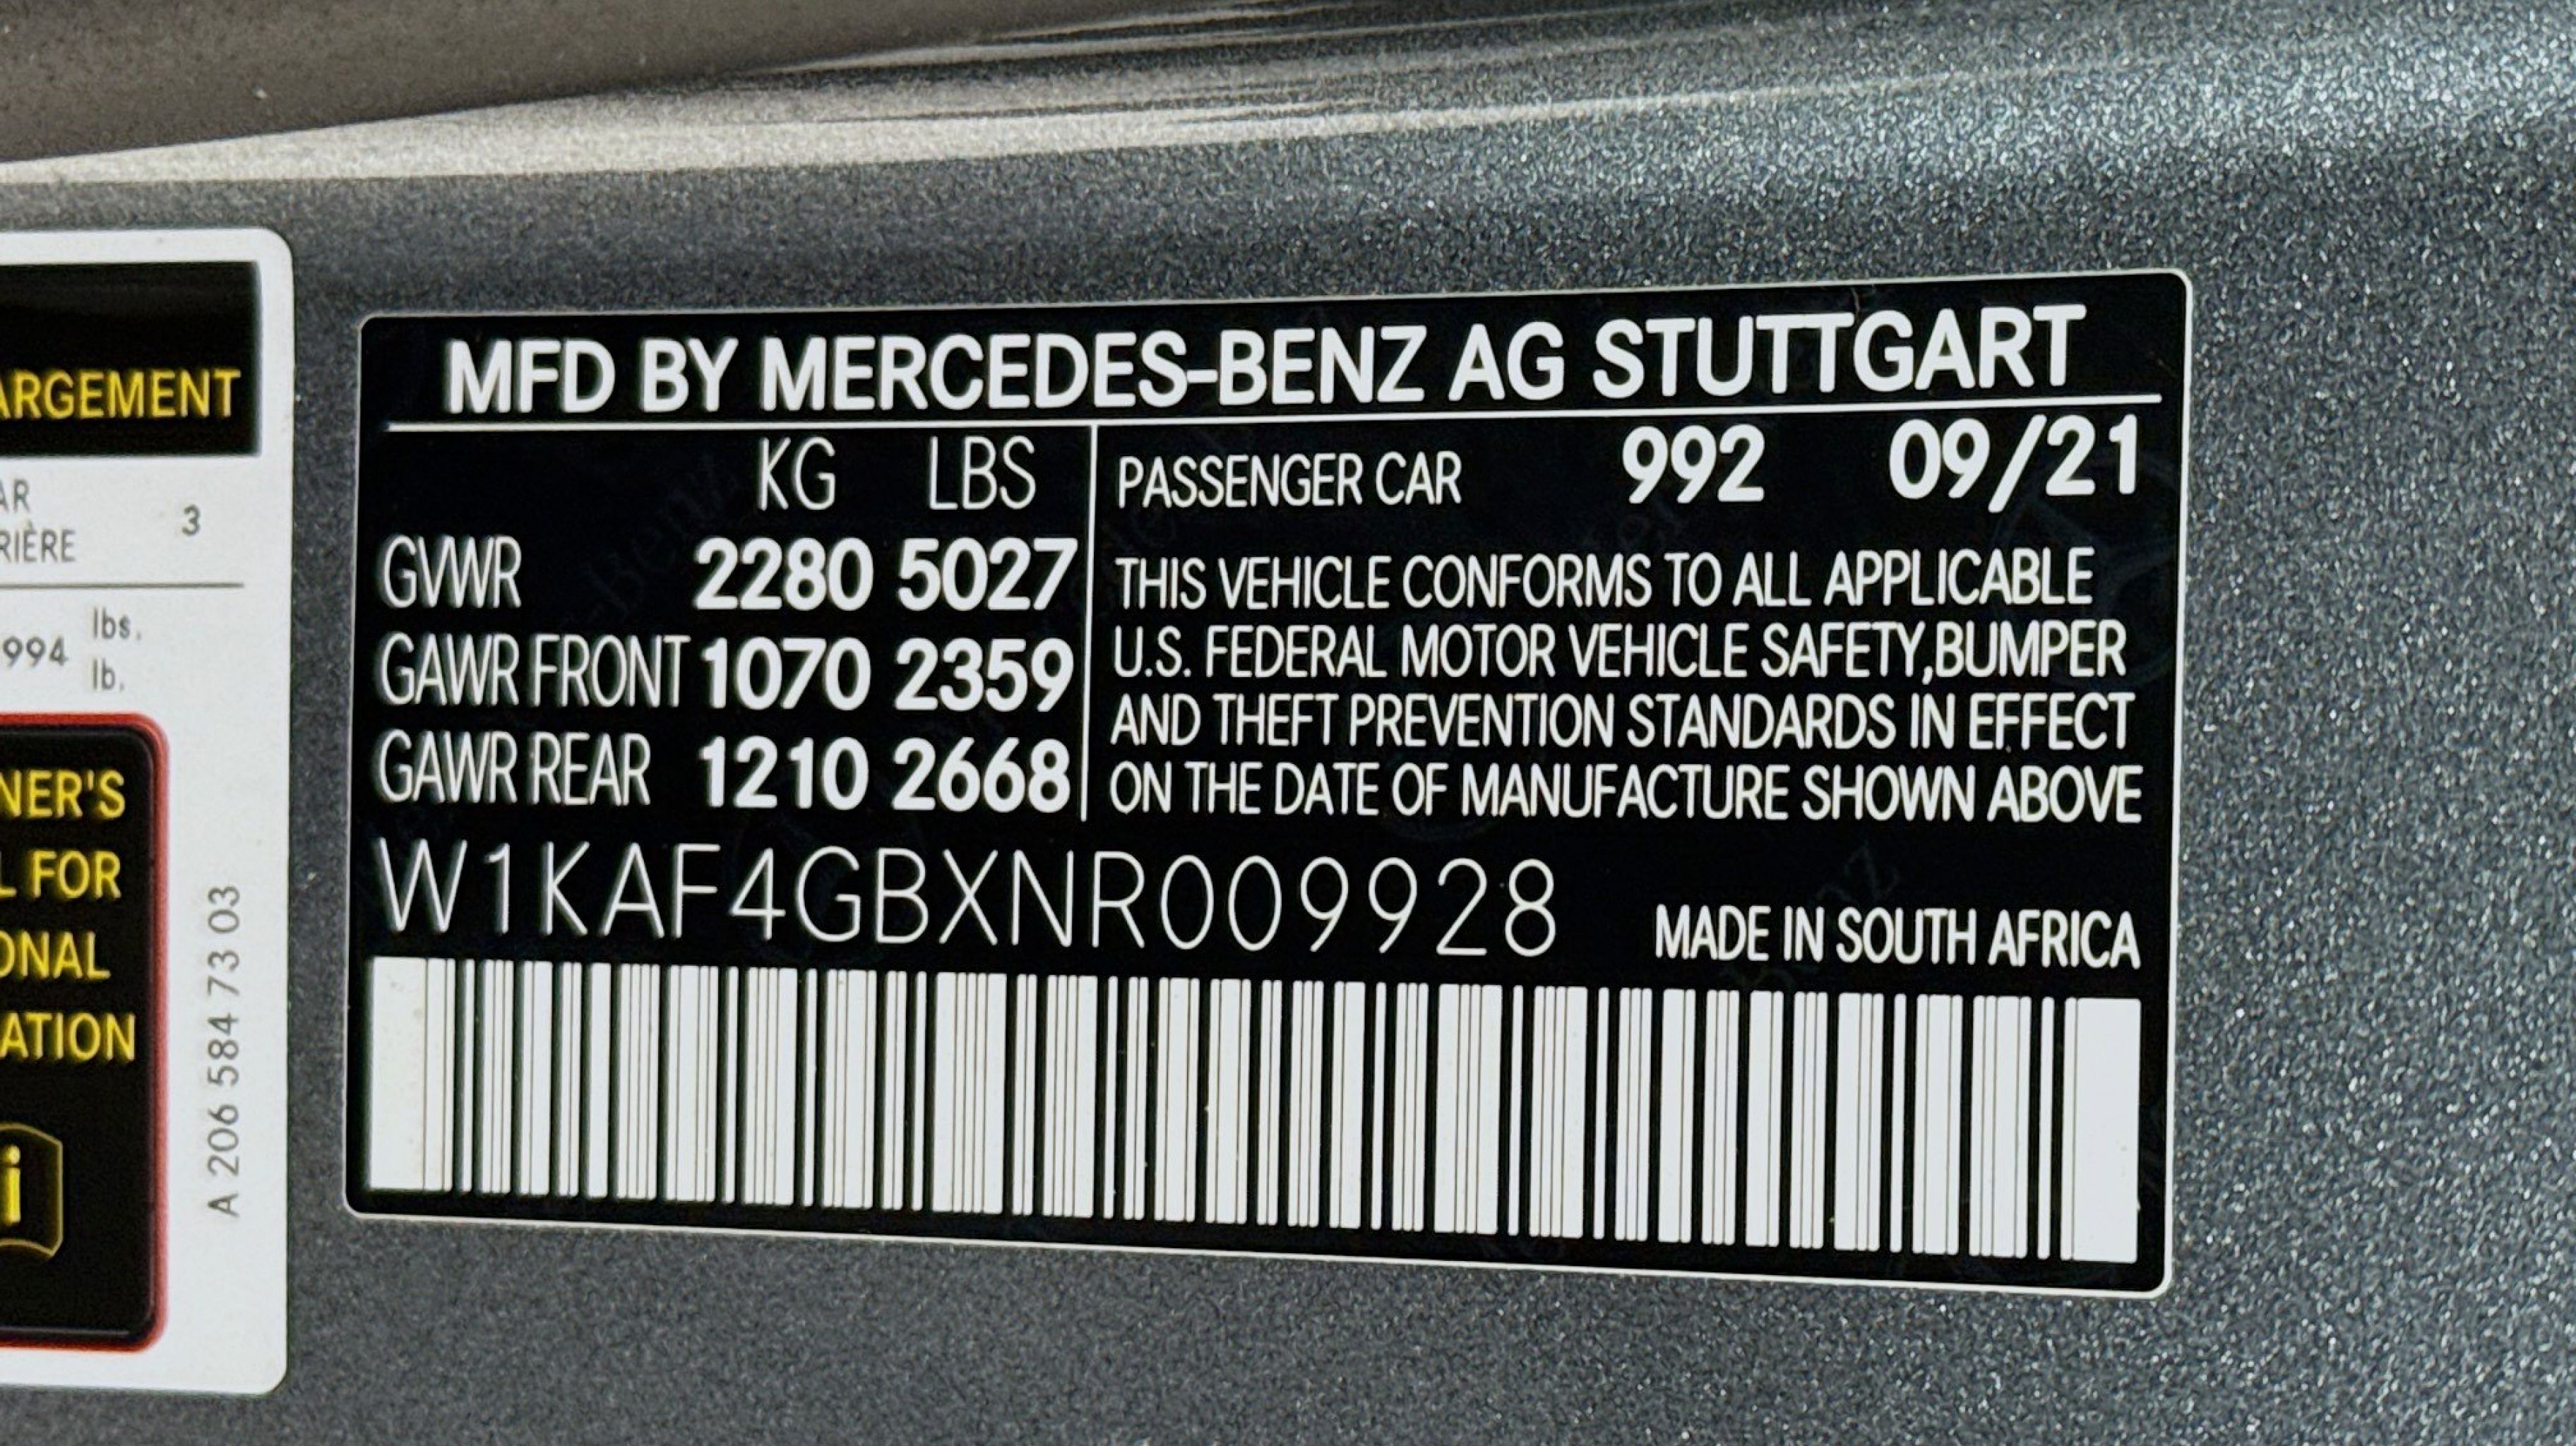 ARGEMENT
AR
RIÈRE 3
994 lbs.
lb.
NER'S
L FOR
ONAL
ATION
i
A 206 584 73 03
MFD BY MERCEDES-BENZ AG STUTTGART
KG LBS
GVWR 2280 5027
GAWR FRONT 1070 2359
GAWR REAR 1210 2668
PASSENGER CAR 992 09/21
THIS VEHICLE CONFORMS TO ALL APPLICABLE
U.S. FEDERAL MOTOR VEHICLE SAFETY,BUMPER
AND THEFT PREVENTION STANDARDS IN EFFECT
ON THE DATE OF MANUFACTURE SHOWN ABOVE
W1KAF4GBXNR009928
MADE IN SOUTH AFRICA